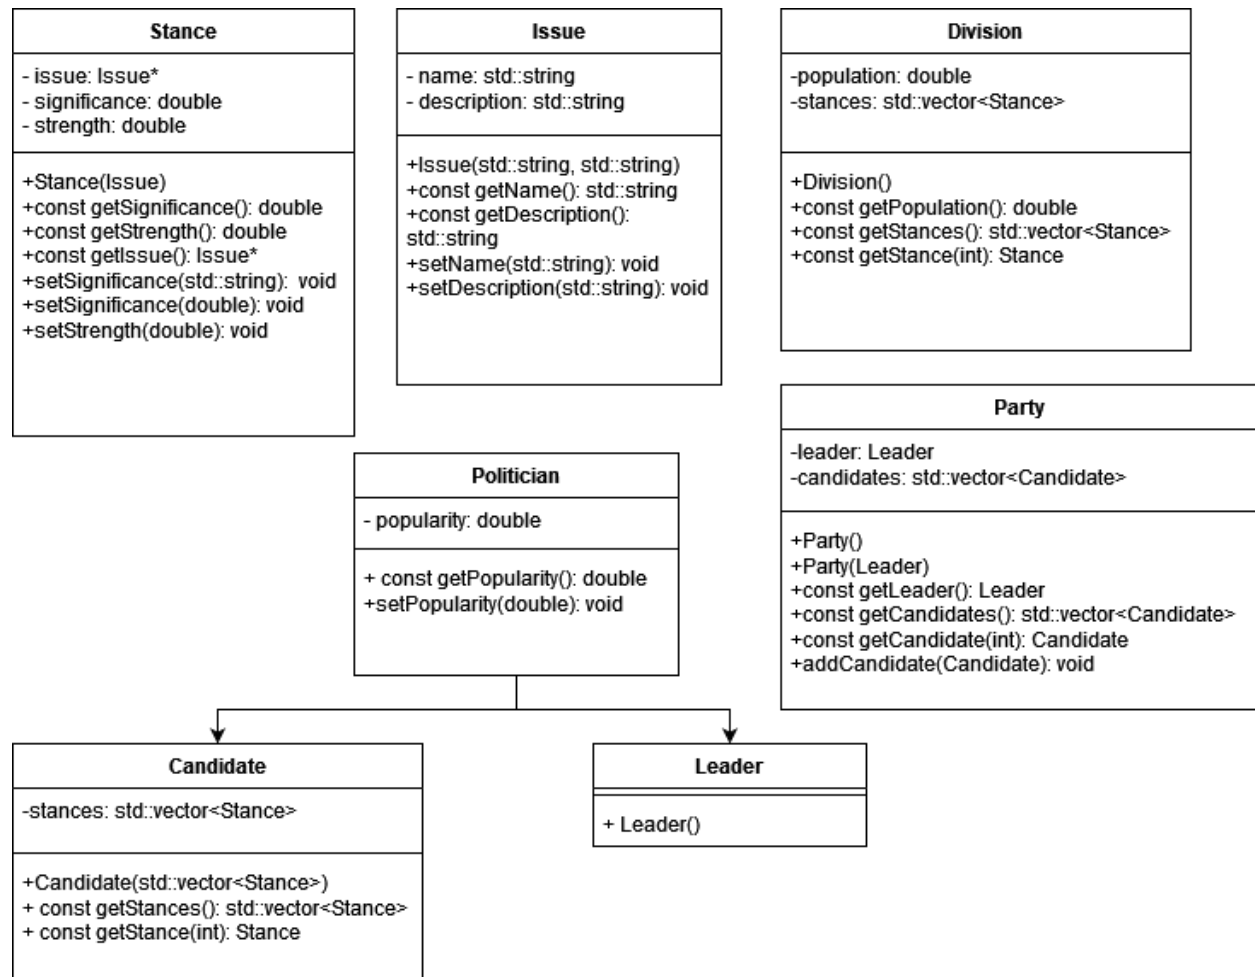 Stance
- issue: Issue*
- significance: double
- strength: double
+Stance(Issue)
+const getSignificance(): double
+const getStrength(): double
+const getIssue(): Issue*
+setSignificance(std::string): void
+setSignificance(double): void
+setStrength(double): void
Issue
- name: std::string
- description: std::string
+Issue(std::string, std::string)
+const getName(): std::string
+const getDescription():
std::string
+setName(std::string): void
+setDescription(std::string): void
Division
-population: double
-stances: std::vector<Stance>
+Division()
+const getPopulation(): double
+const getStances(): std::vector<Stance>
+const getStance(int): Stance
Party
-leader: Leader
-candidates: std::vector<Candidate>
+Party()
+Party(Leader)
+const getLeader(): Leader
+const getCandidates(): std::vector<Candidate>
+const getCandidate(int): Candidate
+addCandidate(Candidate): void
Politician
- popularity: double
+ const getPopularity(): double
+setPopularity(double): void
Candidate
-stances: std::vector<Stance>
+Candidate(std::vector<Stance>)
+ const getStances(): std::vector<Stance>
+ const getStance(int): Stance
Leader
+ Leader()